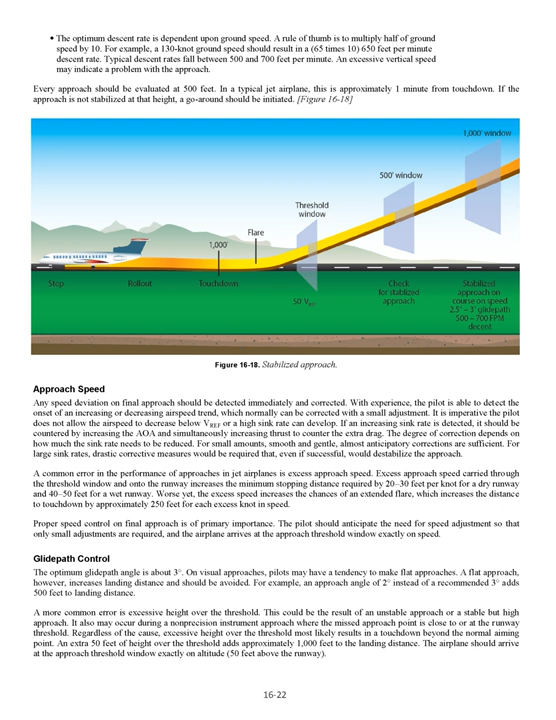 • The optimum descent rate is dependent upon ground speed. A rule of thumb is to multiply half of ground
speed by 10. For example, a 130-knot ground speed should result in a (65 times 10) 650 feet per minute
descent rate. Typical descent rates fall between 500 and 700 feet per minute. An excessive vertical speed
may indicate a problem with the approach.
Every approach should be evaluated at 500 feet. In a typical jet airplane, this is approximately 1 minute from touchdown. If the
approach is not stabilized at that height, a go-around should be initiated. [Figure 16-18]
1,000' window
500' window
Threshold
window
Flare
1,000'
Stop
Rollout
Touchdown
50' VREF
Check
for stablized
approach
Stabilized
approach on
course on speed
2.5° – 3° glidepath
500 – 700 FPM
decent
Figure 16-18. Stabilized approach.
Approach Speed
Any speed deviation on final approach should be detected immediately and corrected. With experience, the pilot is able to detect the
onset of an increasing or decreasing airspeed trend, which normally can be corrected with a small adjustment. It is imperative the pilot
does not allow the airspeed to decrease below VREF or a high sink rate can develop. If an increasing sink rate is detected, it should be
countered by increasing the AOA and simultaneously increasing thrust to counter the extra drag. The degree of correction depends on
how much the sink rate needs to be reduced. For small amounts, smooth and gentle, almost anticipatory corrections are sufficient. For
large sink rates, drastic corrective measures would be required that, even if successful, would destabilize the approach.
A common error in the performance of approaches in jet airplanes is excess approach speed. Excess approach speed carried through
the threshold window and onto the runway increases the minimum stopping distance required by 20–30 feet per knot for a dry runway
and 40–50 feet for a wet runway. Worse yet, the excess speed increases the chances of an extended flare, which increases the distance
to touchdown by approximately 250 feet for each excess knot in speed.
Proper speed control on final approach is of primary importance. The pilot should anticipate the need for speed adjustment so that
only small adjustments are required, and the airplane arrives at the approach threshold window exactly on speed.
Glidepath Control
The optimum glidepath angle is about 3°. On visual approaches, pilots may have a tendency to make flat approaches. A flat approach,
however, increases landing distance and should be avoided. For example, an approach angle of 2° instead of a recommended 3° adds
500 feet to landing distance.
A more common error is excessive height over the threshold. This could be the result of an unstable approach or a stable but high
approach. It also may occur during a nonprecision instrument approach where the missed approach point is close to or at the runway
threshold. Regardless of the cause, excessive height over the threshold most likely results in a touchdown beyond the normal aiming
point. An extra 50 feet of height over the threshold adds approximately 1,000 feet to the landing distance. The airplane should arrive
at the approach threshold window exactly on altitude (50 feet above the runway).
16-22